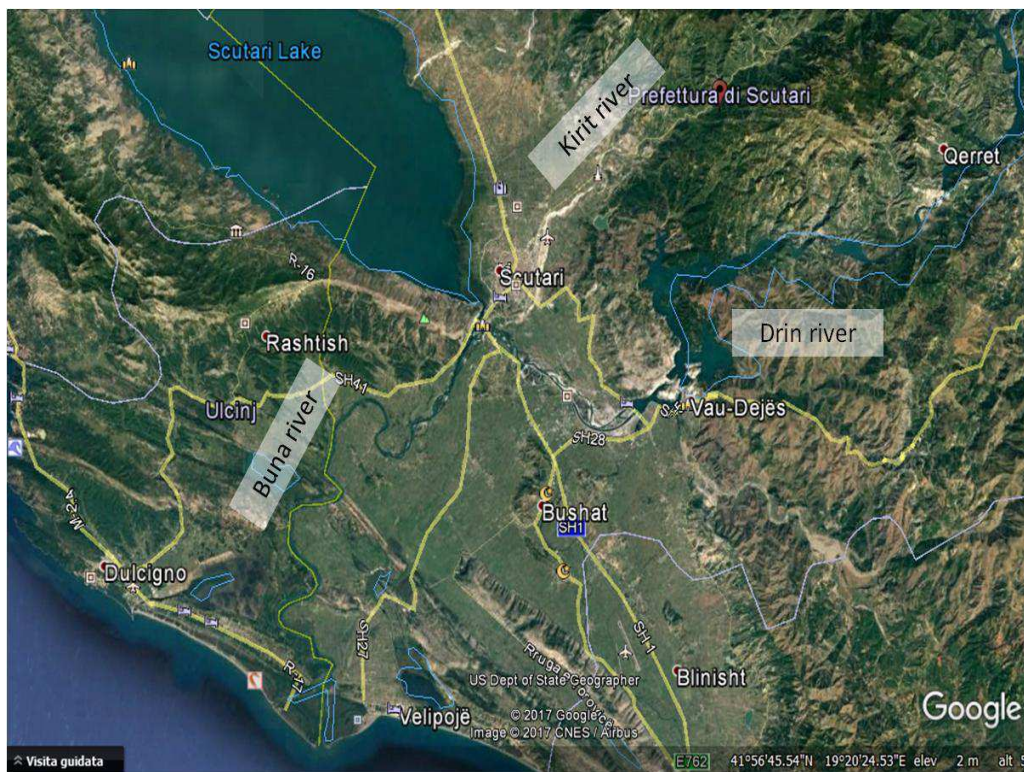 Scutari Lake
Kirit river
Prefettura di Scutari
Qerret
R-16
Scutari
Drin river
Rashtish
SH41
Ulcinj
Buna river
Vau-Dejës
SH28
M-24
Bushat
SH1
Dulcigno
SH27
SH-1
R-17
Blinisht
US Dept of State Geographer
Velipojë
© 2017 Google
Image © 2017 CNES / Airbus
Google
Visita guidata
E762
41°56'45.54"N 19°20'24.53"E elev 2 m alt